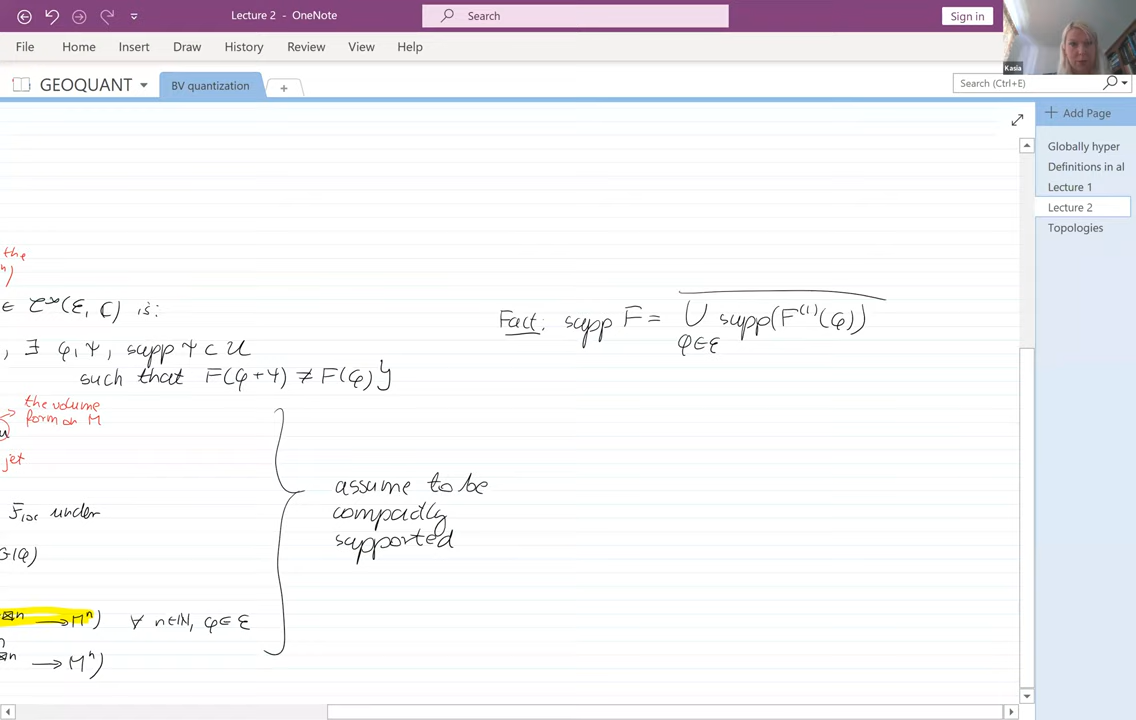 Lecture 2 - OneNote
Search
Sign in
File Home Insert Draw History Review View Help
Kasia
GEOQUANT
BV quantization
Search (Ctrl+E)
Add Page
Globally hyper
Definitions in al
Lecture 1
Lecture 2
Topologies
the
n)
∈ C^∞(E, C) is:
, ∃ φ, ψ, supp ψ ⊂ U
such that F(φ+ψ) ≠ F(φ)}
Fact: supp F = ⋃_{φ∈E} supp(F^{(1)}(φ))
the volume
form on M
jet
F_loc under
G(φ)
⊠n → M^n) ∀ n∈ℕ, φ∈E
⊠n → M^n)
assume to be
compactly
supported